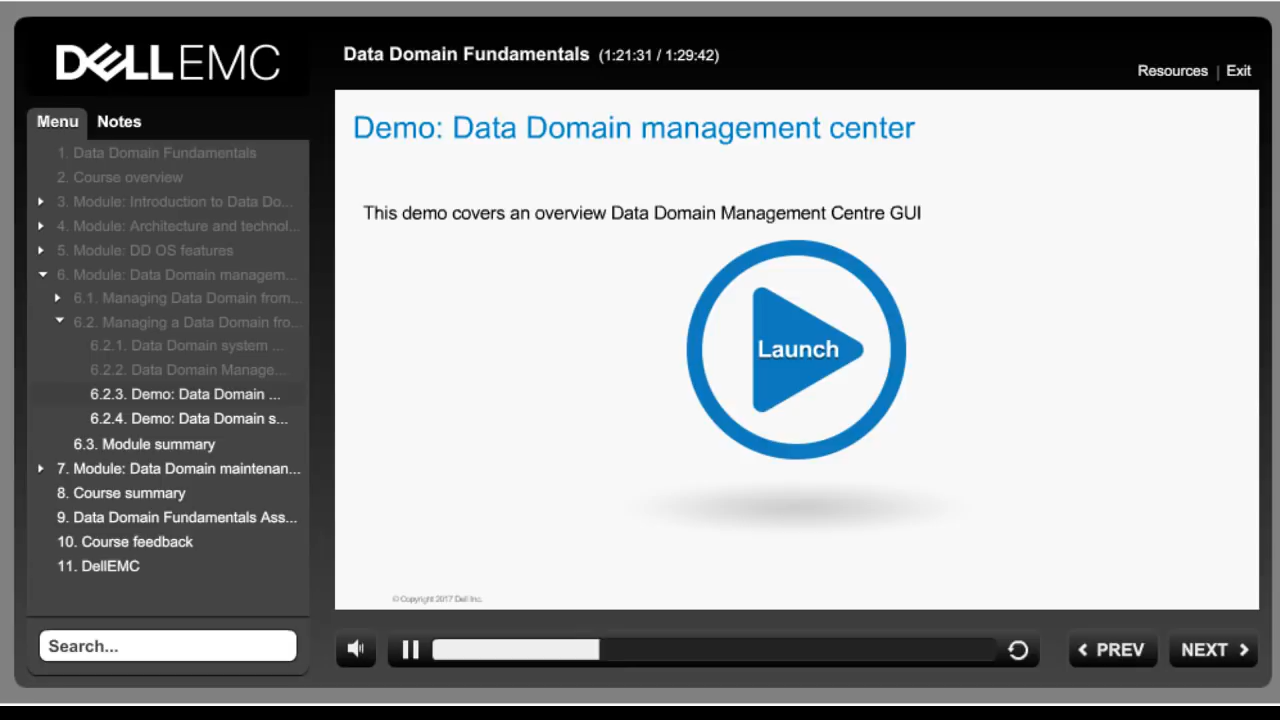 DELLEMC
Data Domain Fundamentals (1:21:31 / 1:29:42)
Resources | Exit
Menu Notes
1. Data Domain Fundamentals
2. Course overview
3. Module: Introduction to Data Do...
4. Module: Architecture and technol...
5. Module: DD OS features
6. Module: Data Domain managem...
6.1. Managing Data Domain from...
6.2. Managing a Data Domain fro...
6.2.1. Data Domain system ...
6.2.2. Data Domain Manage...
6.2.3. Demo: Data Domain ...
6.2.4. Demo: Data Domain s...
6.3. Module summary
7. Module: Data Domain maintenan...
8. Course summary
9. Data Domain Fundamentals Ass...
10. Course feedback
11. DellEMC
Search...
Demo: Data Domain management center
This demo covers an overview Data Domain Management Centre GUI
Launch
© Copyright 2017 Dell Inc.
PREV
NEXT